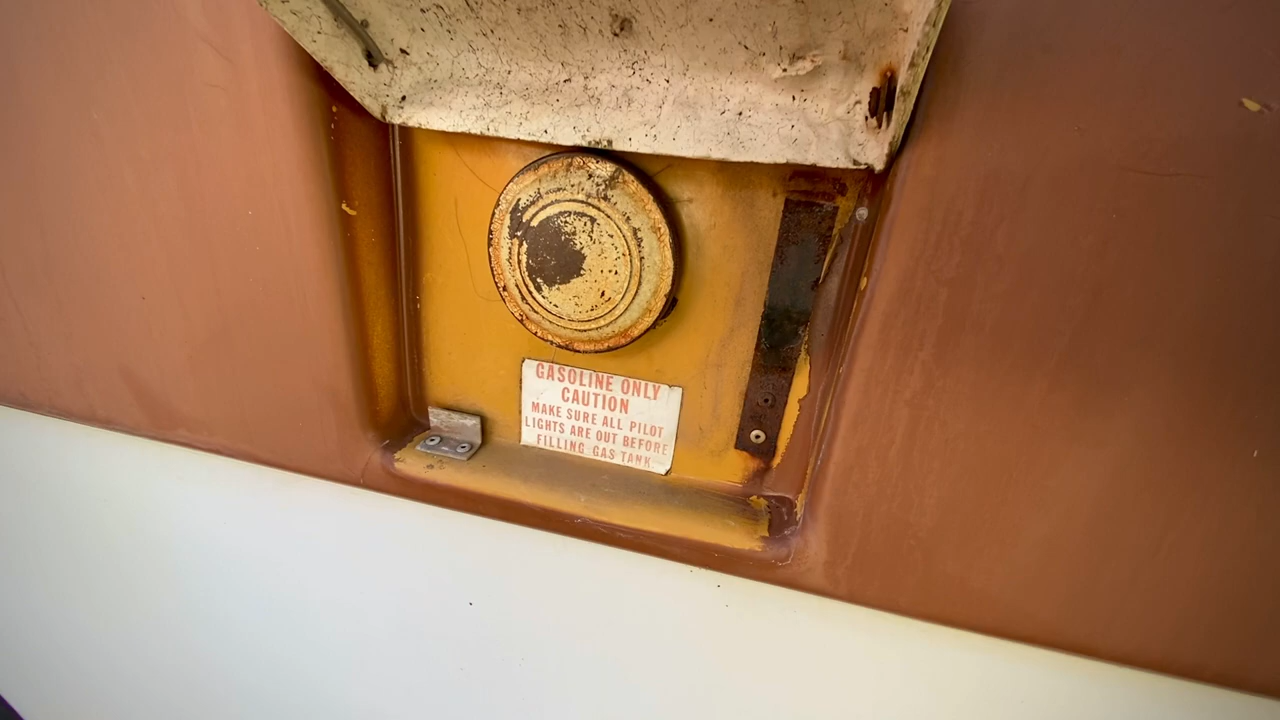 GASOLINE ONLY
CAUTION
MAKE SURE ALL PILOT
LIGHTS ARE OUT BEFORE
FILLING GAS TANK